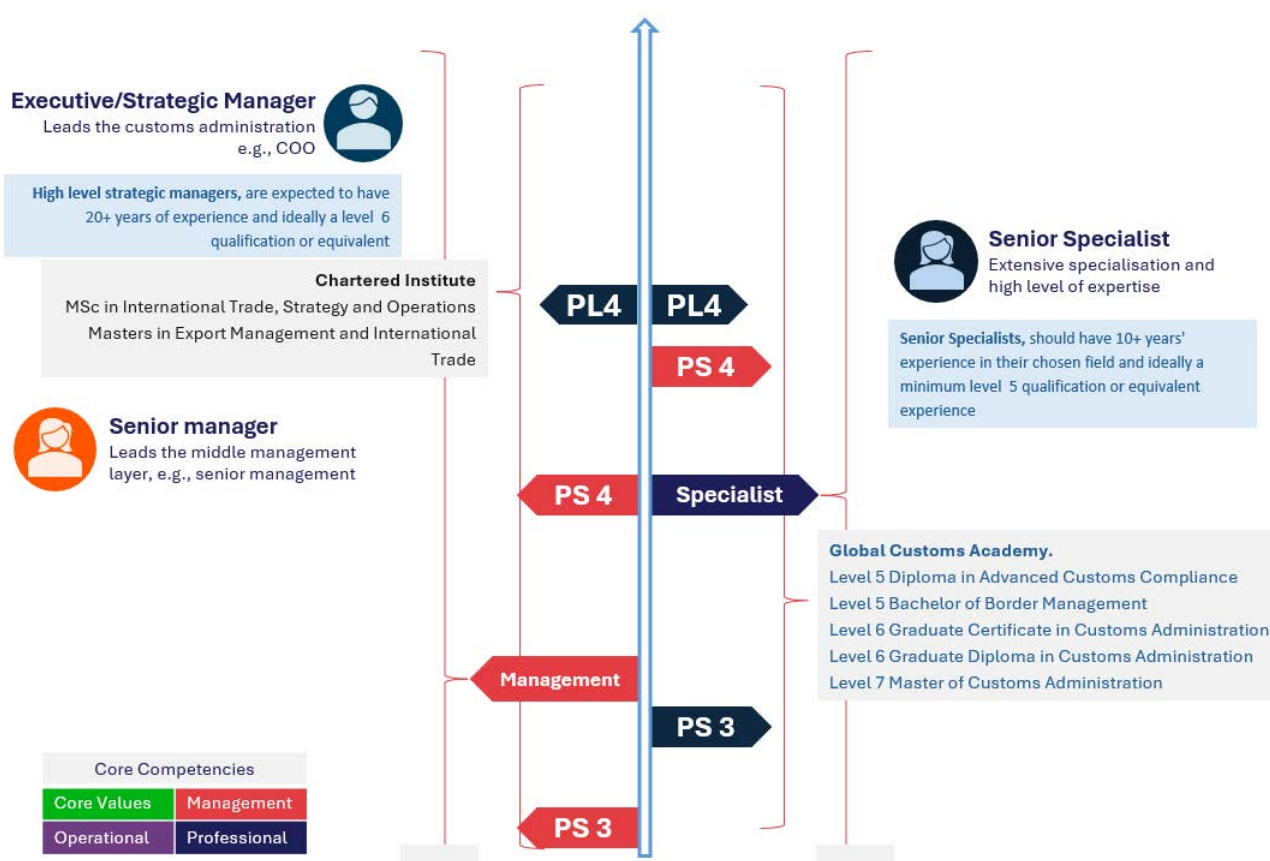 Executive/Strategic Manager
Leads the customs administration
e.g., COO
High level strategic managers, are expected to have
20+ years of experience and ideally a level 6
qualification or equivalent
Chartered Institute
MSc in International Trade, Strategy and Operations
Masters in Export Management and International
Trade
Senior manager
Leads the middle management
layer, e.g., senior management
PL4
PL4
PS 4
PS 4
Specialist
Management
PS 3
PS 3
Senior Specialist
Extensive specialisation and
high level of expertise
Senior Specialists, should have 10+ years'
experience in their chosen field and ideally a
minimum level 5 qualification or equivalent
experience
Global Customs Academy.
Level 5 Diploma in Advanced Customs Compliance
Level 5 Bachelor of Border Management
Level 6 Graduate Certificate in Customs Administration
Level 6 Graduate Diploma in Customs Administration
Level 7 Master of Customs Administration
Core Competencies
Core Values
Management
Operational
Professional